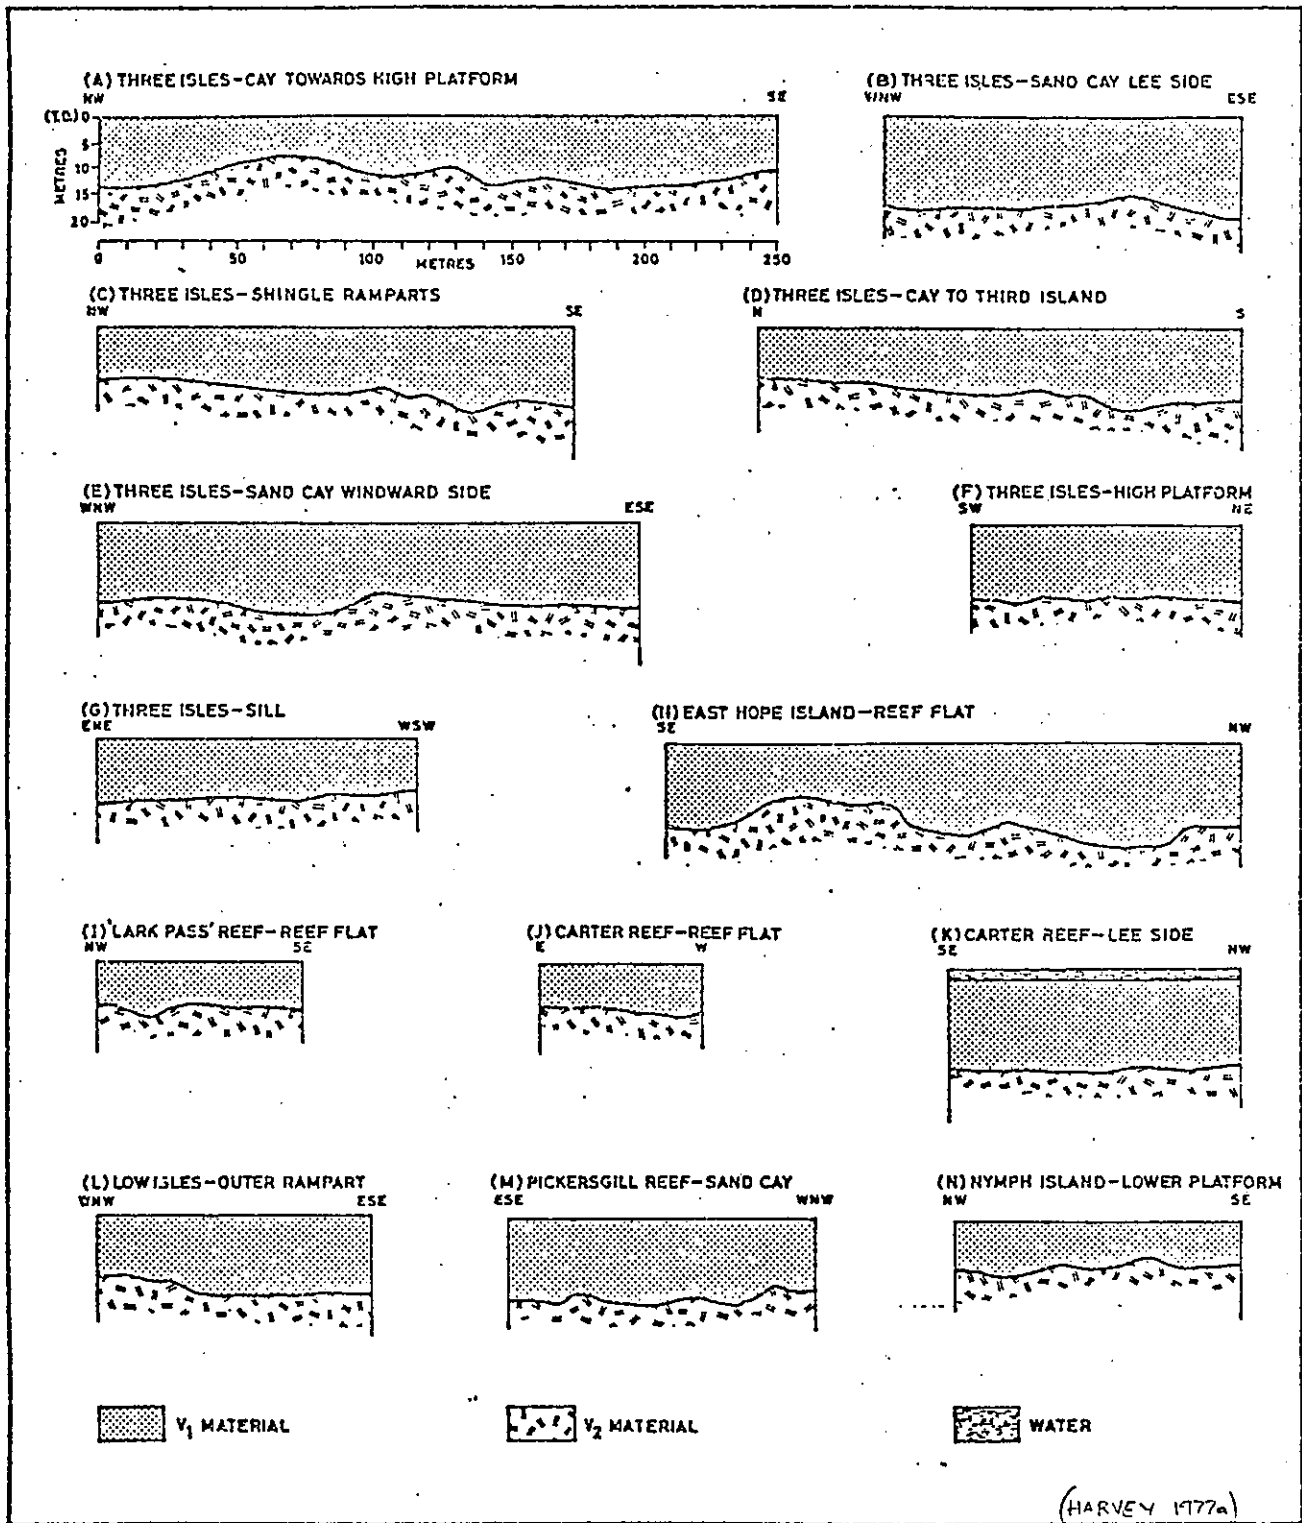 (A) THREE ISLES-CAY TOWARDS HIGH PLATFORM
NW SE
(T.D.) 0
5
10
15
20
METRES
0 50 100 150 200 250
METRES
(B) THREE ISLES-SAND CAY LEE SIDE
WNW ESE
(C) THREE ISLES-SHINGLE RAMPARTS
NW SE
(D) THREE ISLES-CAY TO THIRD ISLAND
N S
(E) THREE ISLES-SAND CAY WINDWARD SIDE
WNW ESE
(F) THREE ISLES-HIGH PLATFORM
SW NE
(G) THREE ISLES-SILL
ENE WSW
(H) EAST HOPE ISLAND-REEF FLAT
SE NW
(I) 'LARK PASS' REEF-REEF FLAT
NW SE
(J) CARTER REEF-REEF FLAT
E W
(K) CARTER REEF-LEE SIDE
SE NW
(L) LOW ISLES-OUTER RAMPART
WNW ESE
(M) PICKERSGILL REEF-SAND CAY
ESE WNW
(N) NYMPH ISLAND-LOWER PLATFORM
NW SE
V1 MATERIAL
V2 MATERIAL
WATER
(HARVEY 1977a)